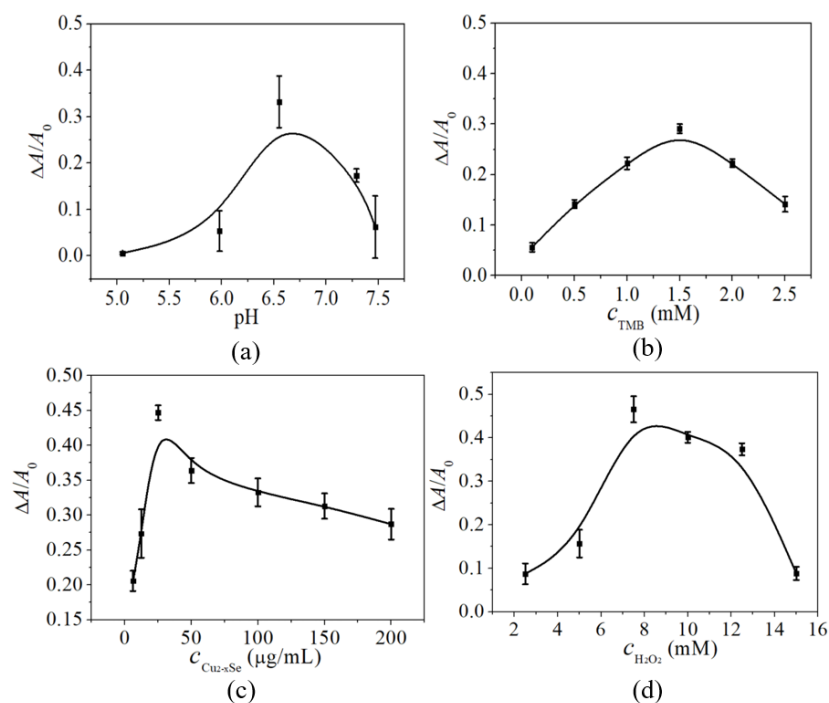 0.5
0.4
0.3
0.2
0.1
0.0
ΔA/A₀
5.0 5.5 6.0 6.5 7.0 7.5
pH
(a)
0.5
0.4
0.3
0.2
0.1
0.0
ΔA/A₀
0.0 0.5 1.0 1.5 2.0 2.5
c TMB (mM)
(b)
0.50
0.45
0.40
0.35
0.30
0.25
0.20
0.15
ΔA/A₀
0 50 100 150 200
c Cu₂₋ₓSe (μg/mL)
(c)
0.5
0.4
0.3
0.2
0.1
0.0
ΔA/A₀
2 4 6 8 10 12 14 16
c H₂O₂ (mM)
(d)